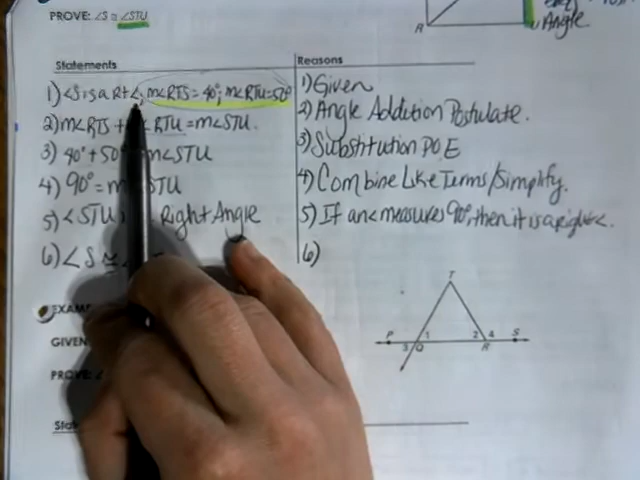 PROVE: ∠S ≅ ∠STU
R
U
Angle.
Statements
Reasons
1) ∠S is a Rt ∠; m∠RTS = 40°; m∠RTU = 50°
1) Given
2) m∠RTS + ∠RTU = m∠STU.
2) Angle Addition Postulate.
3) 40° + 50 m∠STU
3) Substitution POE
4) 90° = m STU
4) Combine Like Terms/Simplify.
5) ∠STU Right Angle
5) If an ∠ measures 90°, then it is a right ∠.
6) ∠S ≅
6)
EXAM
GIVEN
PROVE:
T
P
3
Q
1
2
R
4
S
Stat